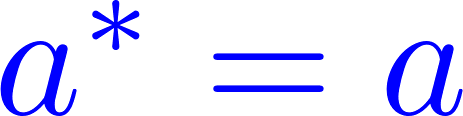 a* = a